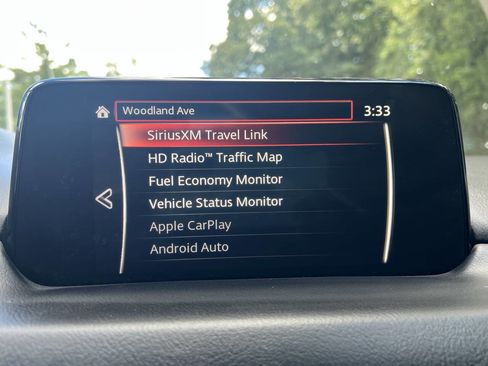 Woodland Ave 3:33
SiriusXM Travel Link
HD Radio™ Traffic Map
Fuel Economy Monitor
Vehicle Status Monitor
Apple CarPlay
Android Auto